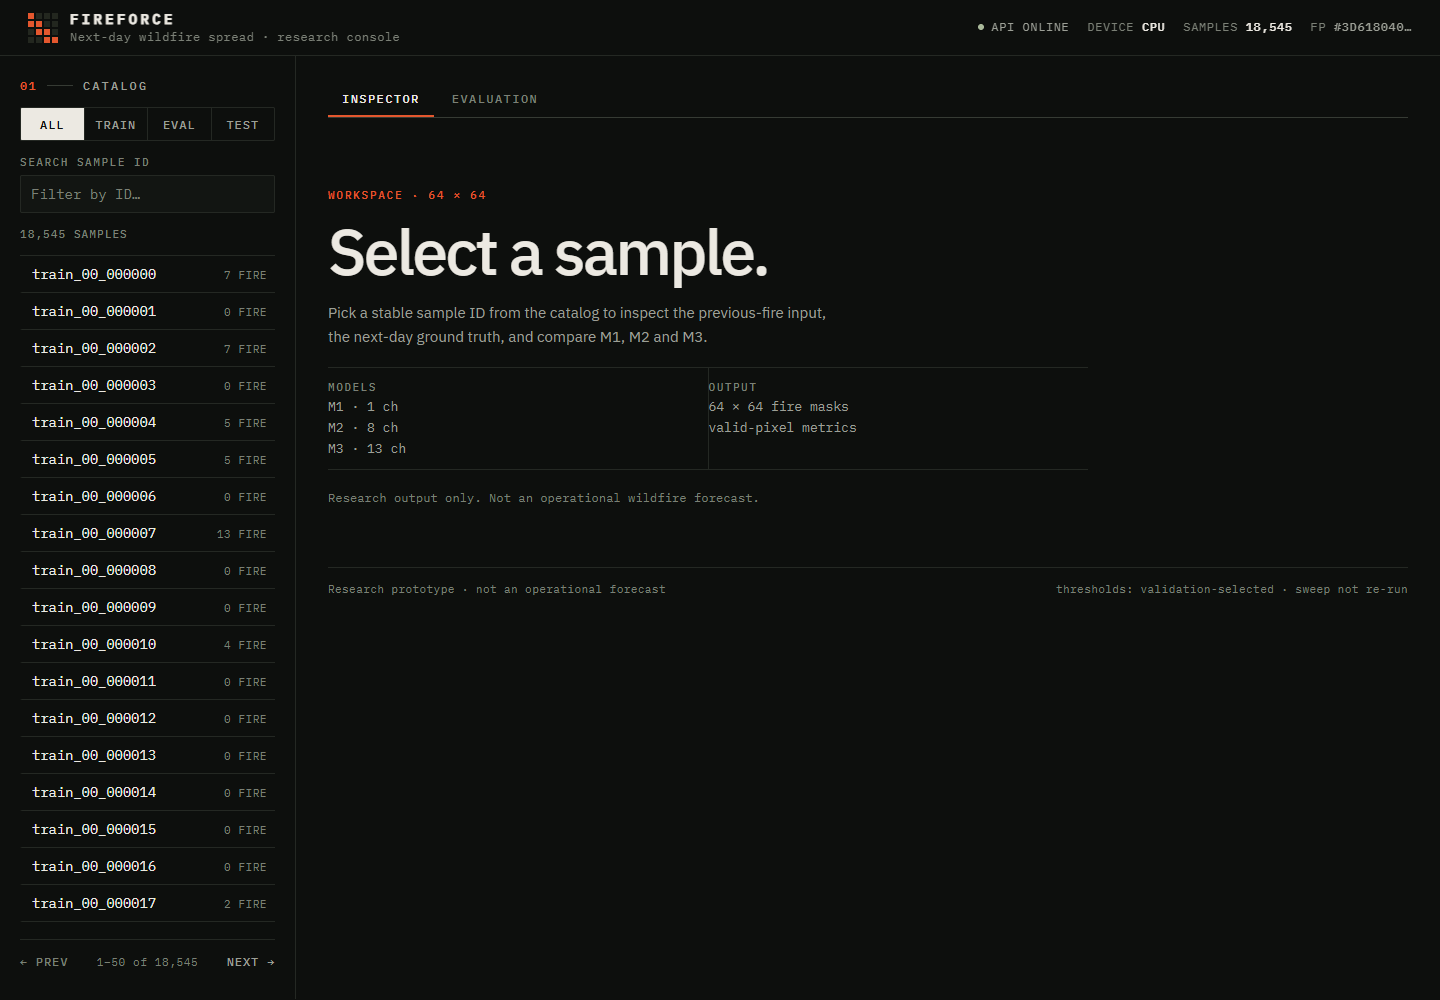 FIREFORCE
Next-day wildfire spread · research console
API ONLINE DEVICE CPU SAMPLES 18,545 FP #3D618040…
01 CATALOG
ALL TRAIN EVAL TEST
SEARCH SAMPLE ID
Filter by ID…
18,545 SAMPLES
train_00_000000 7 FIRE
train_00_000001 0 FIRE
train_00_000002 7 FIRE
train_00_000003 0 FIRE
train_00_000004 5 FIRE
train_00_000005 5 FIRE
train_00_000006 0 FIRE
train_00_000007 13 FIRE
train_00_000008 0 FIRE
train_00_000009 0 FIRE
train_00_000010 4 FIRE
train_00_000011 0 FIRE
train_00_000012 0 FIRE
train_00_000013 0 FIRE
train_00_000014 0 FIRE
train_00_000015 0 FIRE
train_00_000016 0 FIRE
train_00_000017 2 FIRE
← PREV 1–50 of 18,545 NEXT →
INSPECTOR EVALUATION
WORKSPACE · 64 × 64
Select a sample.
Pick a stable sample ID from the catalog to inspect the previous-fire input,
the next-day ground truth, and compare M1, M2 and M3.
MODELS
M1 · 1 ch
M2 · 8 ch
M3 · 13 ch
OUTPUT
64 × 64 fire masks
valid-pixel metrics
Research output only. Not an operational wildfire forecast.
Research prototype · not an operational forecast
thresholds: validation-selected · sweep not re-run